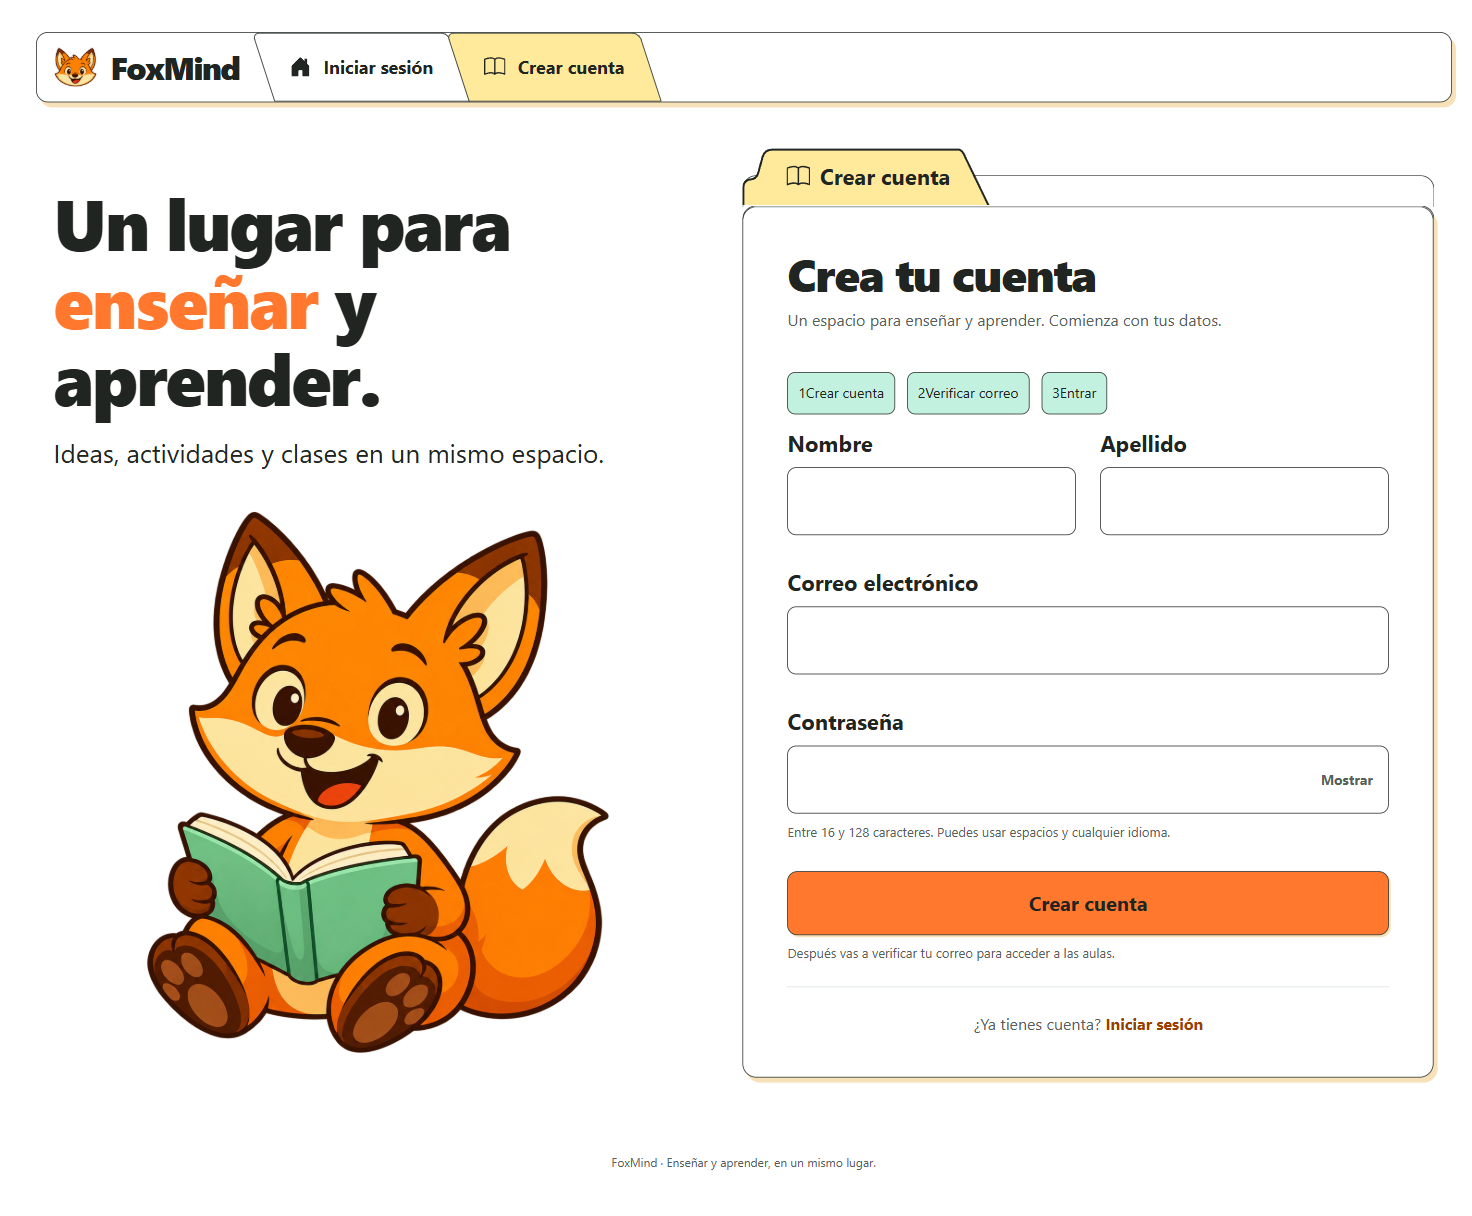 FoxMind
Iniciar sesión
Crear cuenta
Un lugar para
enseñar y
aprender.
Ideas, actividades y clases en un mismo espacio.
Crear cuenta
Crea tu cuenta
Un espacio para enseñar y aprender. Comienza con tus datos.
1Crear cuenta
2Verificar correo
3Entrar
Nombre
Apellido
Correo electrónico
Contraseña
Mostrar
Entre 16 y 128 caracteres. Puedes usar espacios y cualquier idioma.
Crear cuenta
Después vas a verificar tu correo para acceder a las aulas.
¿Ya tienes cuenta? Iniciar sesión
FoxMind · Enseñar y aprender, en un mismo lugar.